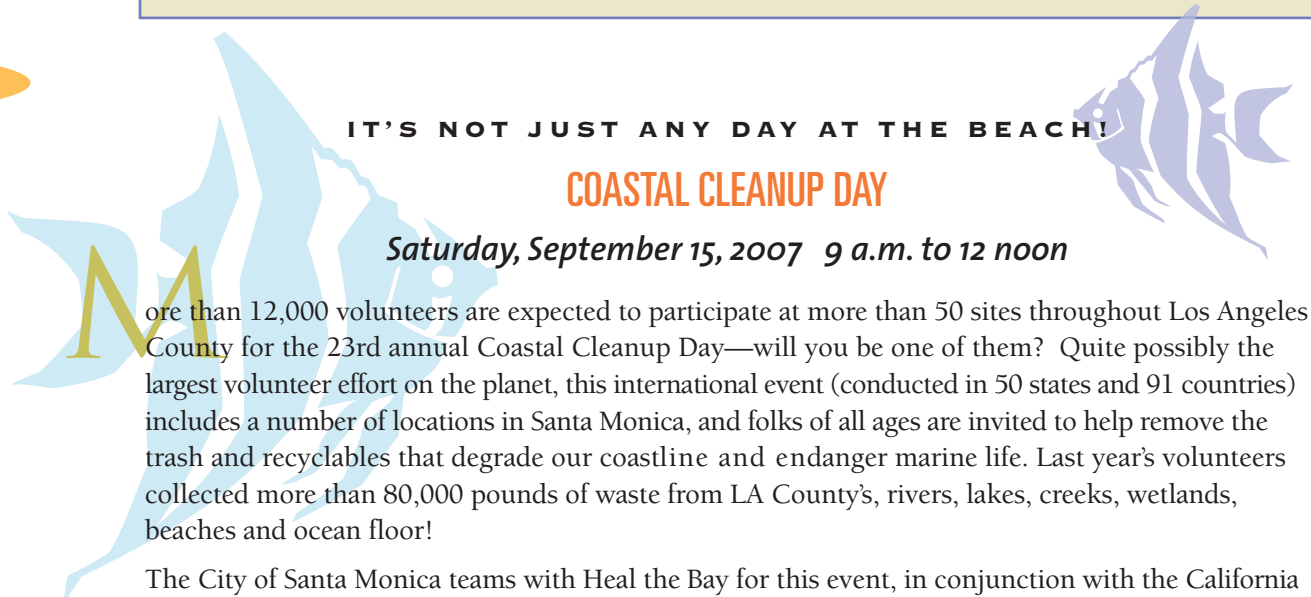 IT'S NOT JUST ANY DAY AT THE BEACH!
COASTAL CLEANUP DAY
Saturday, September 15, 2007 9 a.m. to 12 noon
More than 12,000 volunteers are expected to participate at more than 50 sites throughout Los Angeles
County for the 23rd annual Coastal Cleanup Day—will you be one of them? Quite possibly the
largest volunteer effort on the planet, this international event (conducted in 50 states and 91 countries)
includes a number of locations in Santa Monica, and folks of all ages are invited to help remove the
trash and recyclables that degrade our coastline and endanger marine life. Last year's volunteers
collected more than 80,000 pounds of waste from LA County's, rivers, lakes, creeks, wetlands,
beaches and ocean floor!
The City of Santa Monica teams with Heal the Bay for this event, in conjunction with the California